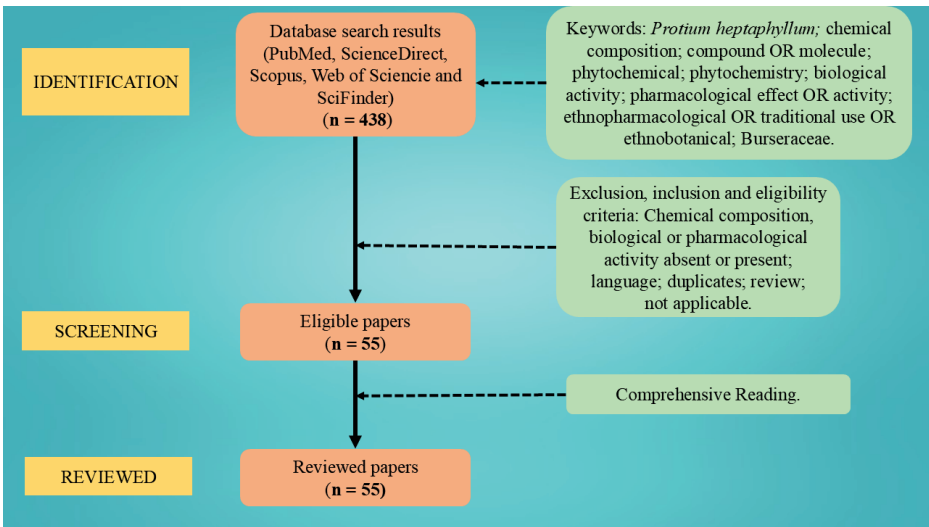 IDENTIFICATION
Database search results
(PubMed, ScienceDirect,
Scopus, Web of Sciencie and
SciFinder)
(n = 438)
Keywords: Protium heptaphyllum; chemical
composition; compound OR molecule;
phytochemical; phytochemistry; biological
activity; pharmacological effect OR activity;
ethnopharmacological OR traditional use OR
ethnobotanical; Burseraceae.
Exclusion, inclusion and eligibility
criteria: Chemical composition,
biological or pharmacological
activity absent or present;
language; duplicates; review;
not applicable.
SCREENING
Eligible papers
(n = 55)
Comprehensive Reading.
REVIEWED
Reviewed papers
(n = 55)